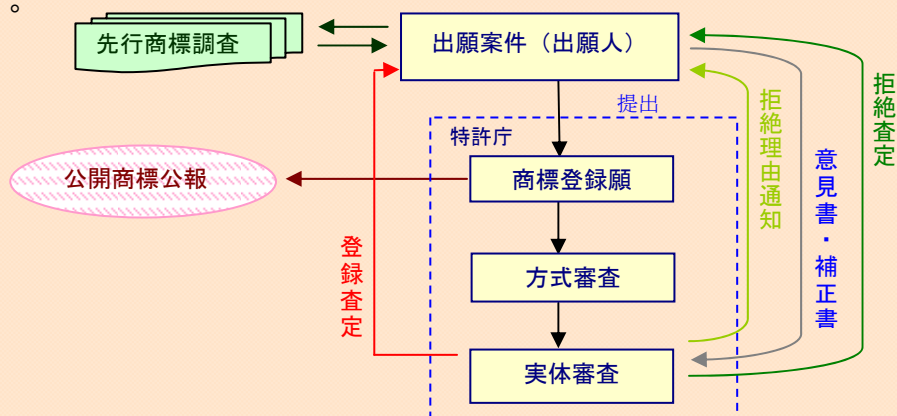 。
先行商標調査
出願案件（出願人）
提出
特許庁
商標登録願
公開商標公報
方式審査
実体審査
登録査定
拒絶理由通知
意見書・補正書
拒絶査定